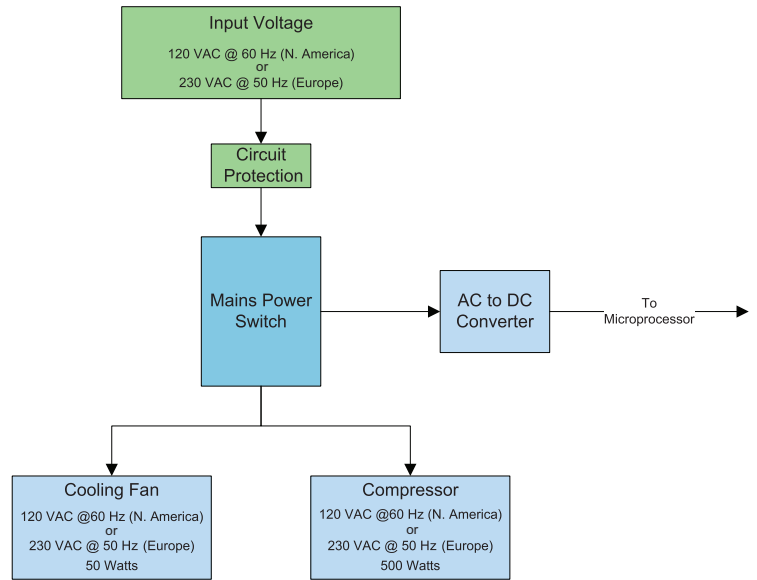 Input Voltage
120 VAC @ 60 Hz (N. America)
or
230 VAC @ 50 Hz (Europe)
Circuit
Protection
Mains Power
Switch
AC to DC
Converter
To
Microprocessor
Cooling Fan
120 VAC @60 Hz (N. America)
or
230 VAC @ 50 Hz (Europe)
50 Watts
Compressor
120 VAC @60 Hz (N. America)
or
230 VAC @ 50 Hz (Europe)
500 Watts